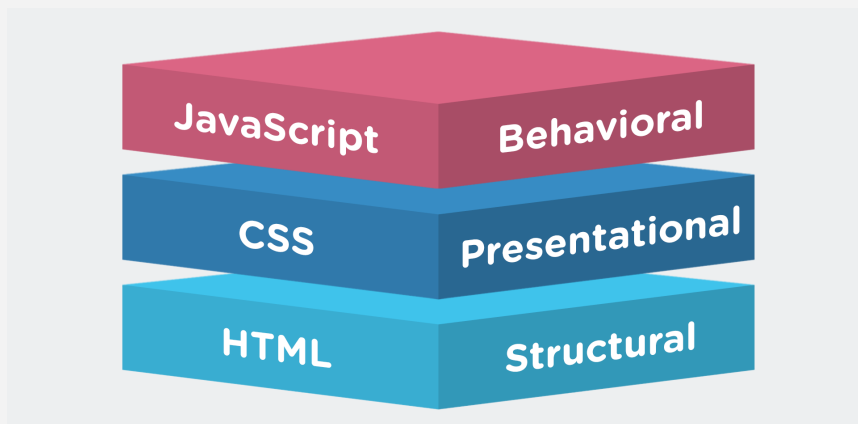 JavaScript
Behavioral
CSS
Presentational
HTML
Structural